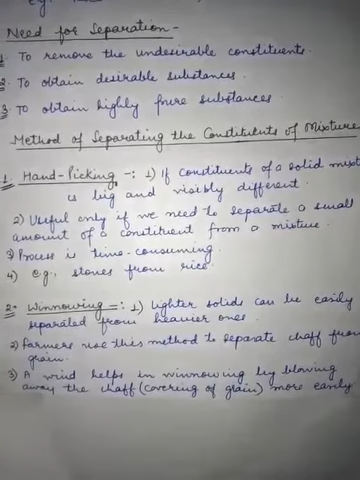 eg.
Need for Separation -
1. To remove the undesirable constituents.
2. To obtain desirable substances.
3. To obtain highly pure substances
Method of Separating the Constituents of Mixture
1. Hand-Picking -: 1) If constituents of a solid mixt
is big and visibly different.
2) Useful only if we need to separate a small
amount of a constituent from a mixture.
3) Process is time-consuming.
4) e.g., stones from rice.
2- Winnowing -: 1) Lighter solids can be easily
separated from heavier ones.
2) Farmers use this method to separate chaff from
grain.
3) A wind helps in winnowing by blowing
away the chaff (covering of grain) more easily